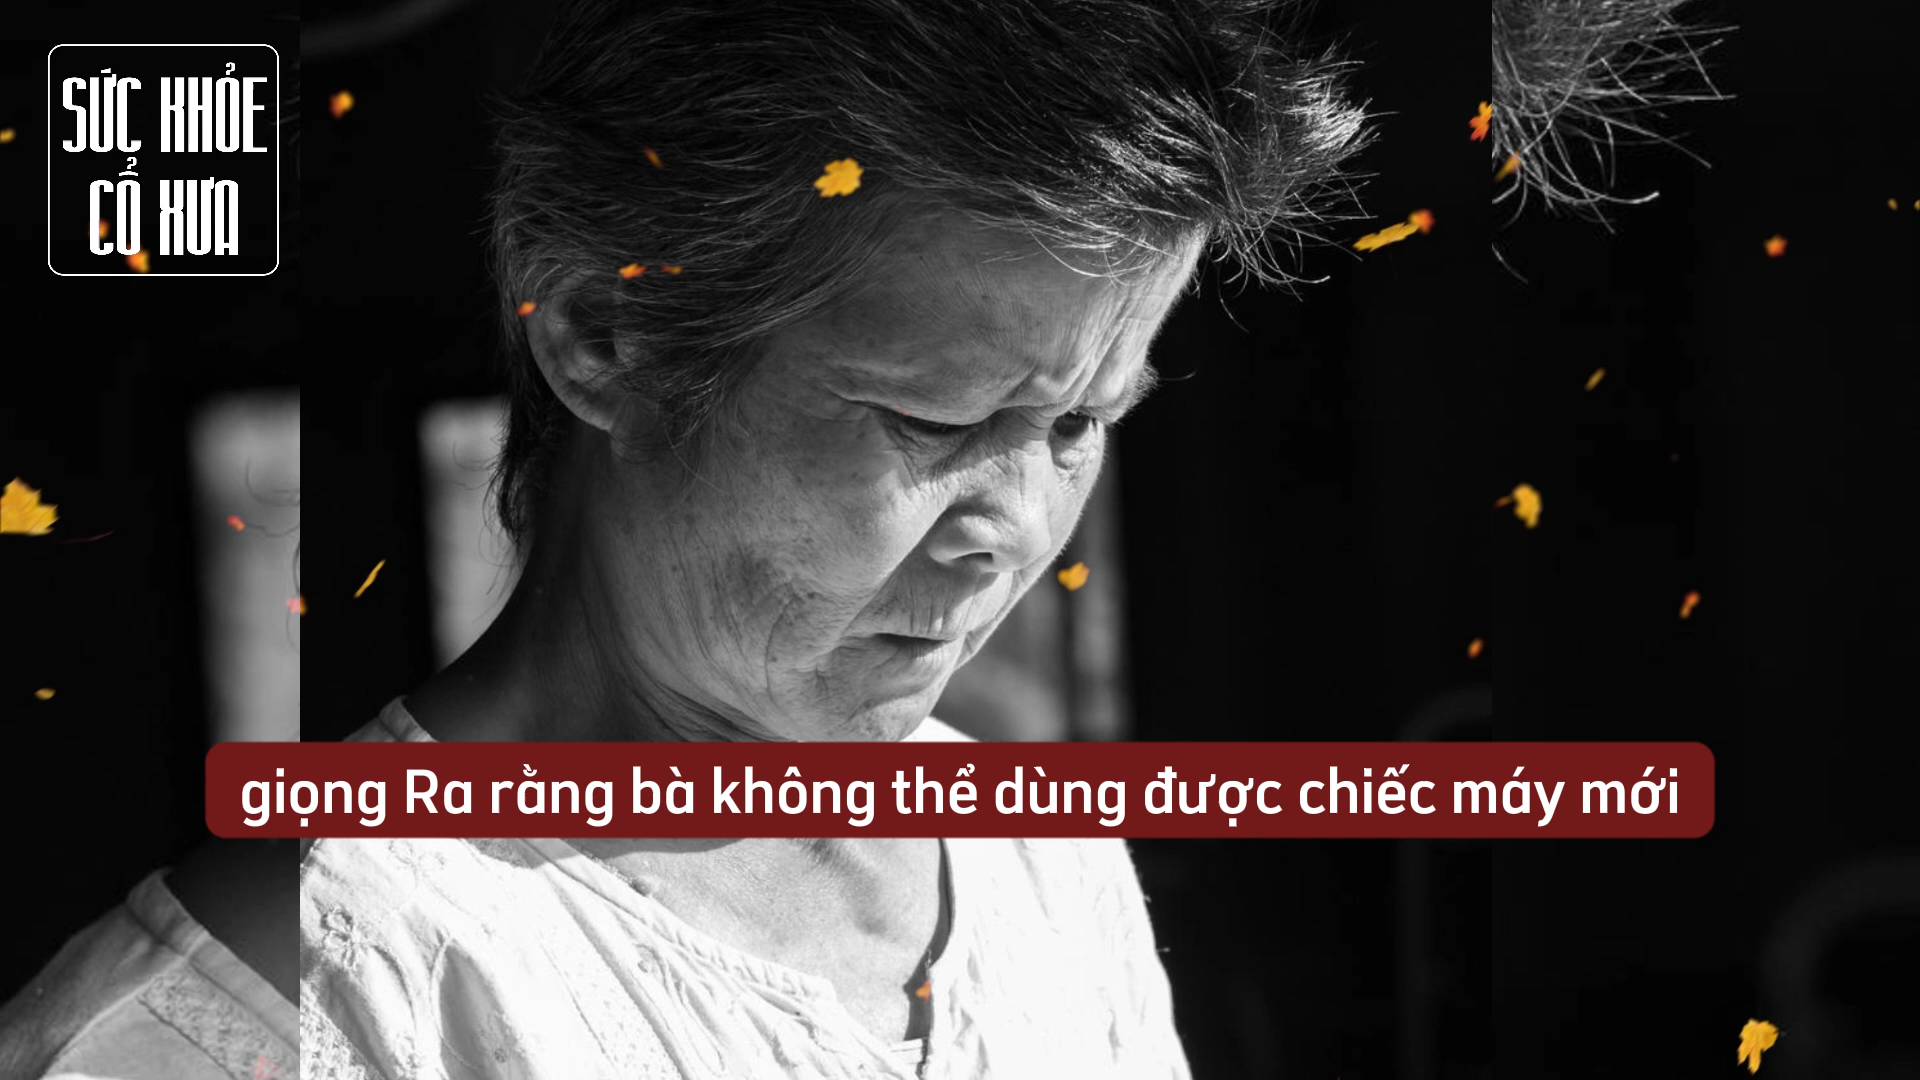 SỨC KHỎE
CỔ XƯA
giọng Ra rằng bà không thể dùng được chiếc máy mới